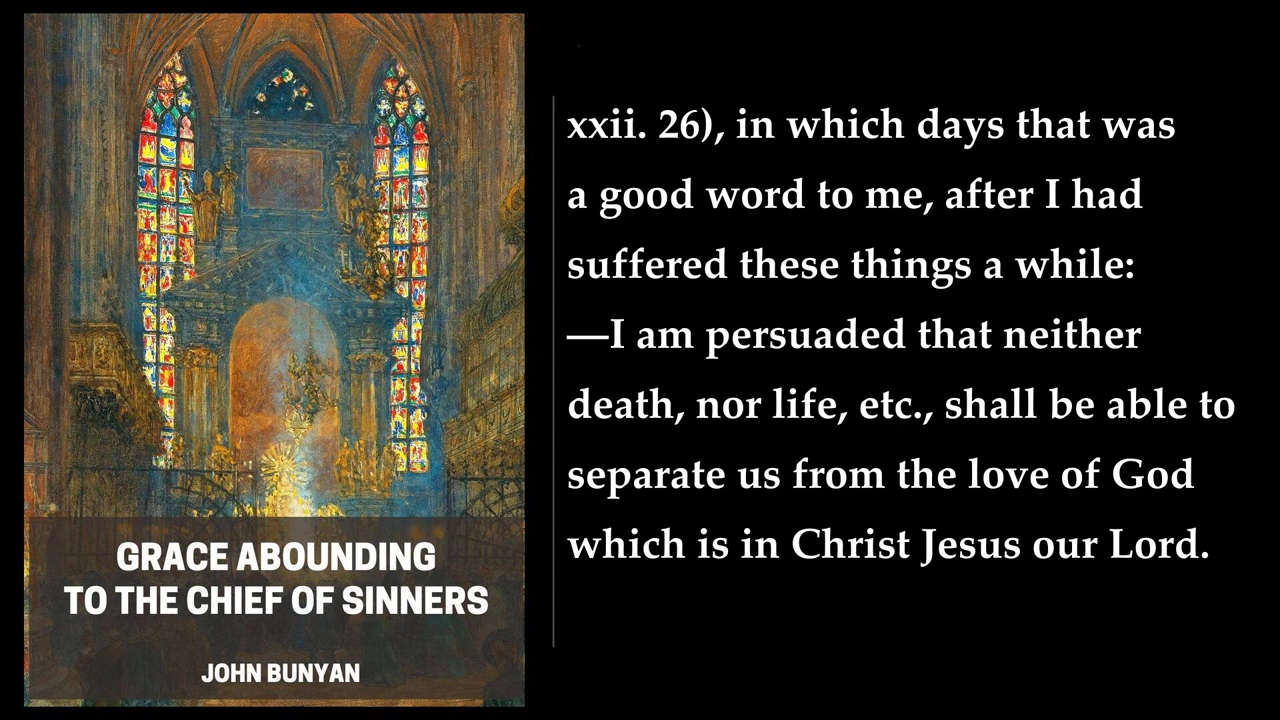 GRACE ABOUNDING
TO THE CHIEF OF SINNERS
JOHN BUNYAN
xxii. 26), in which days that was
a good word to me, after I had
suffered these things a while:
—I am persuaded that neither
death, nor life, etc., shall be able to
separate us from the love of God
which is in Christ Jesus our Lord.